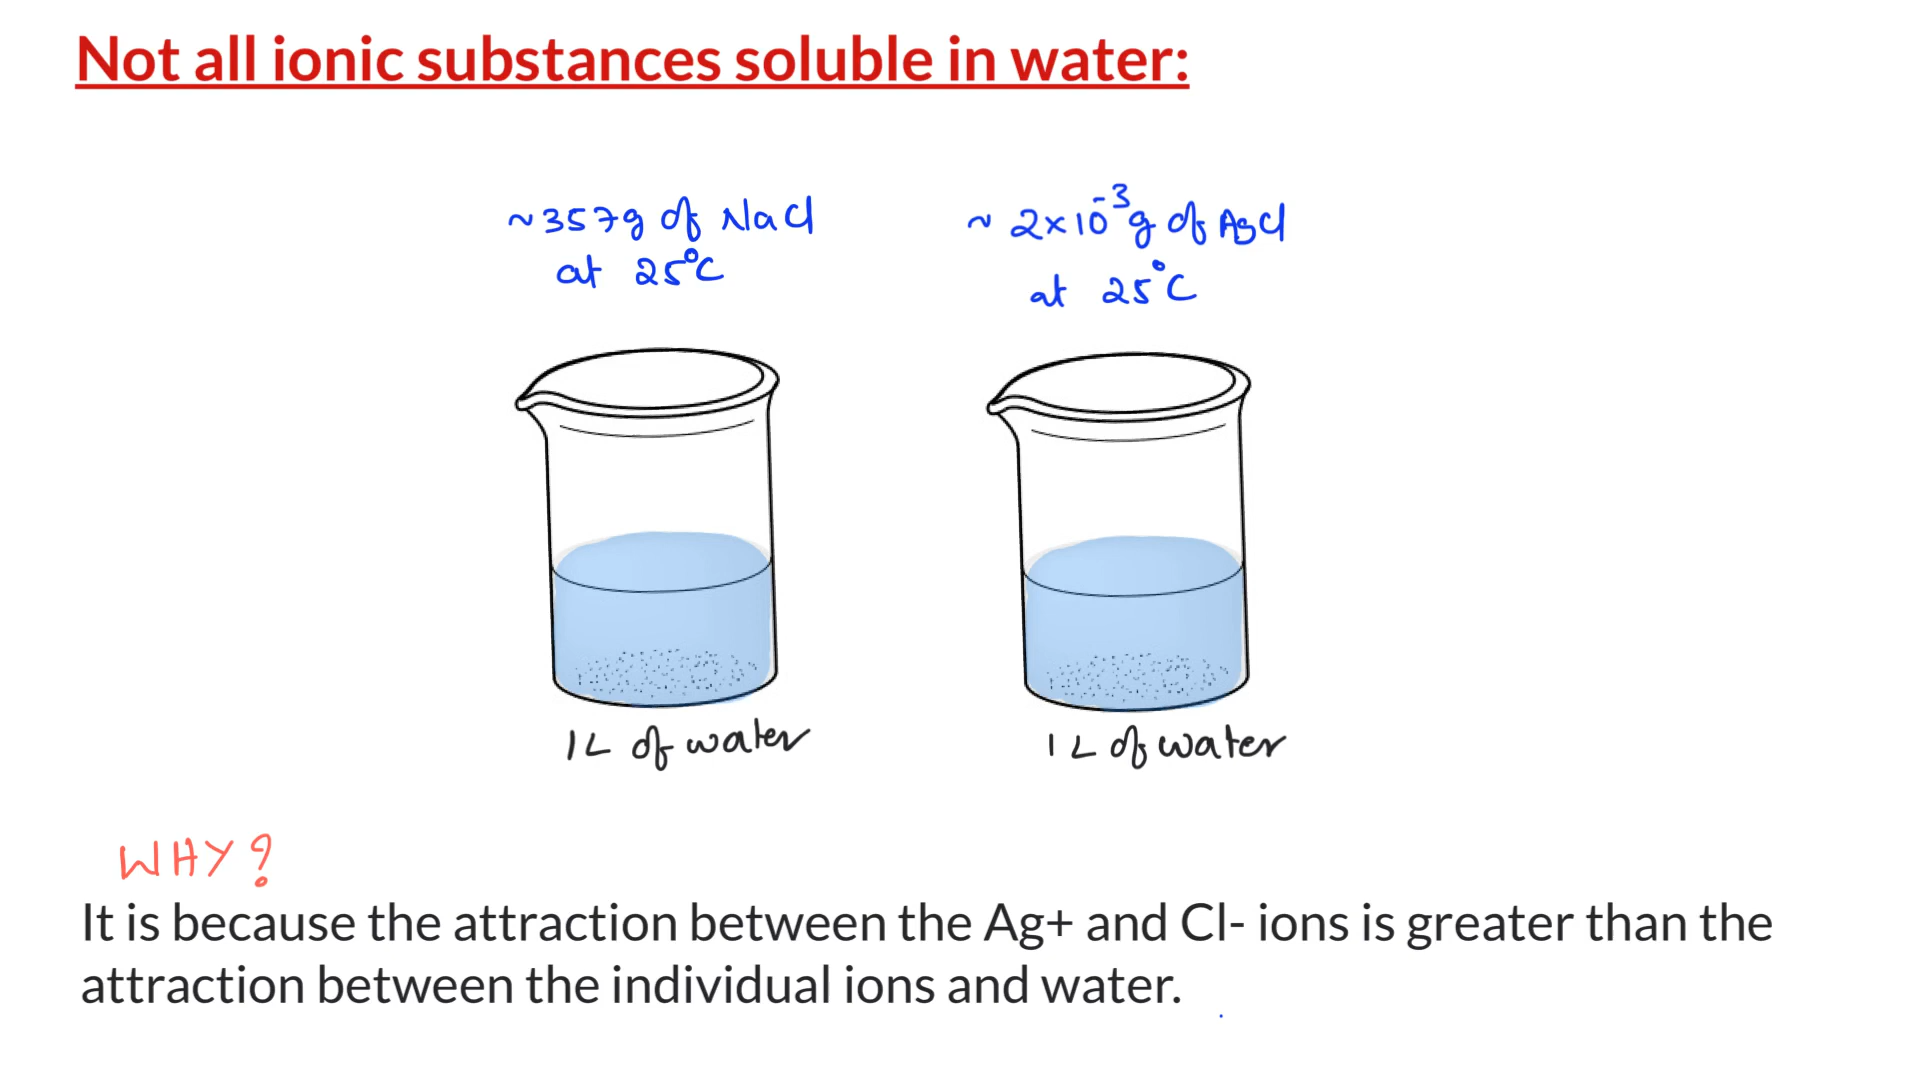 Not all ionic substances soluble in water:
~357g of NaCl
at 25°C
~ 2×10⁻³g of AgCl
at 25°C
1L of water
1L of water
WHY?
It is because the attraction between the Ag+ and Cl- ions is greater than the
attraction between the individual ions and water.